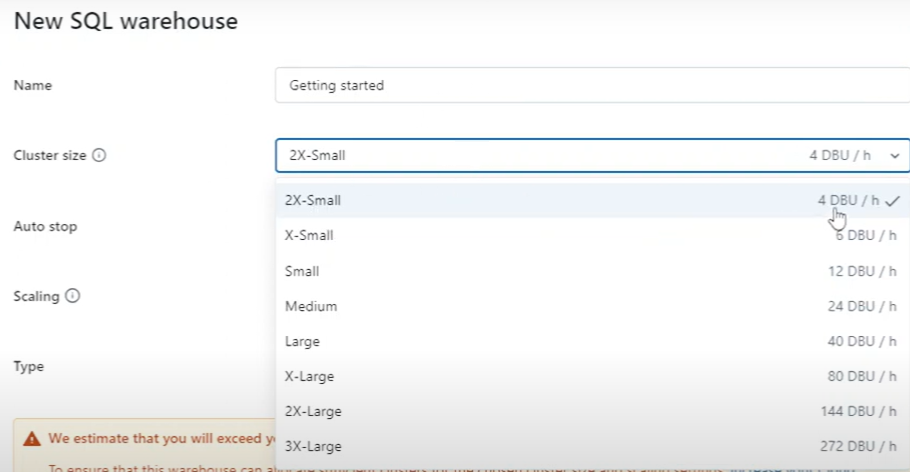 New SQL warehouse
Name
Getting started
Cluster size
2X-Small 4 DBU / h
2X-Small 4 DBU / h
Auto stop
X-Small 6 DBU / h
Small 12 DBU / h
Scaling
Medium 24 DBU / h
Large 40 DBU / h
Type
X-Large 80 DBU / h
2X-Large 144 DBU / h
We estimate that you will exceed
3X-Large 272 DBU / h
To ensure that this warehouse can